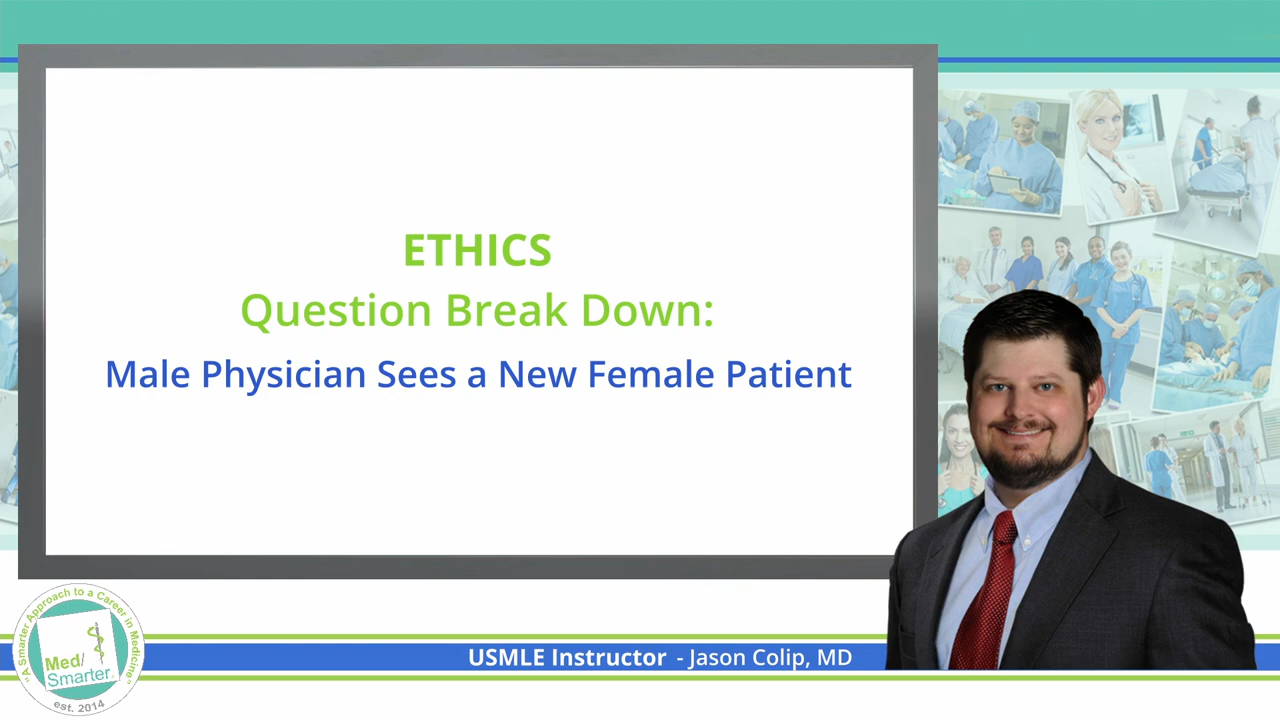 ETHICS
Question Break Down:
Male Physician Sees a New Female Patient
USMLE Instructor - Jason Colip, MD
"A Smarter Approach to a Career in Medicine"
Med/
Smarter
est. 2014